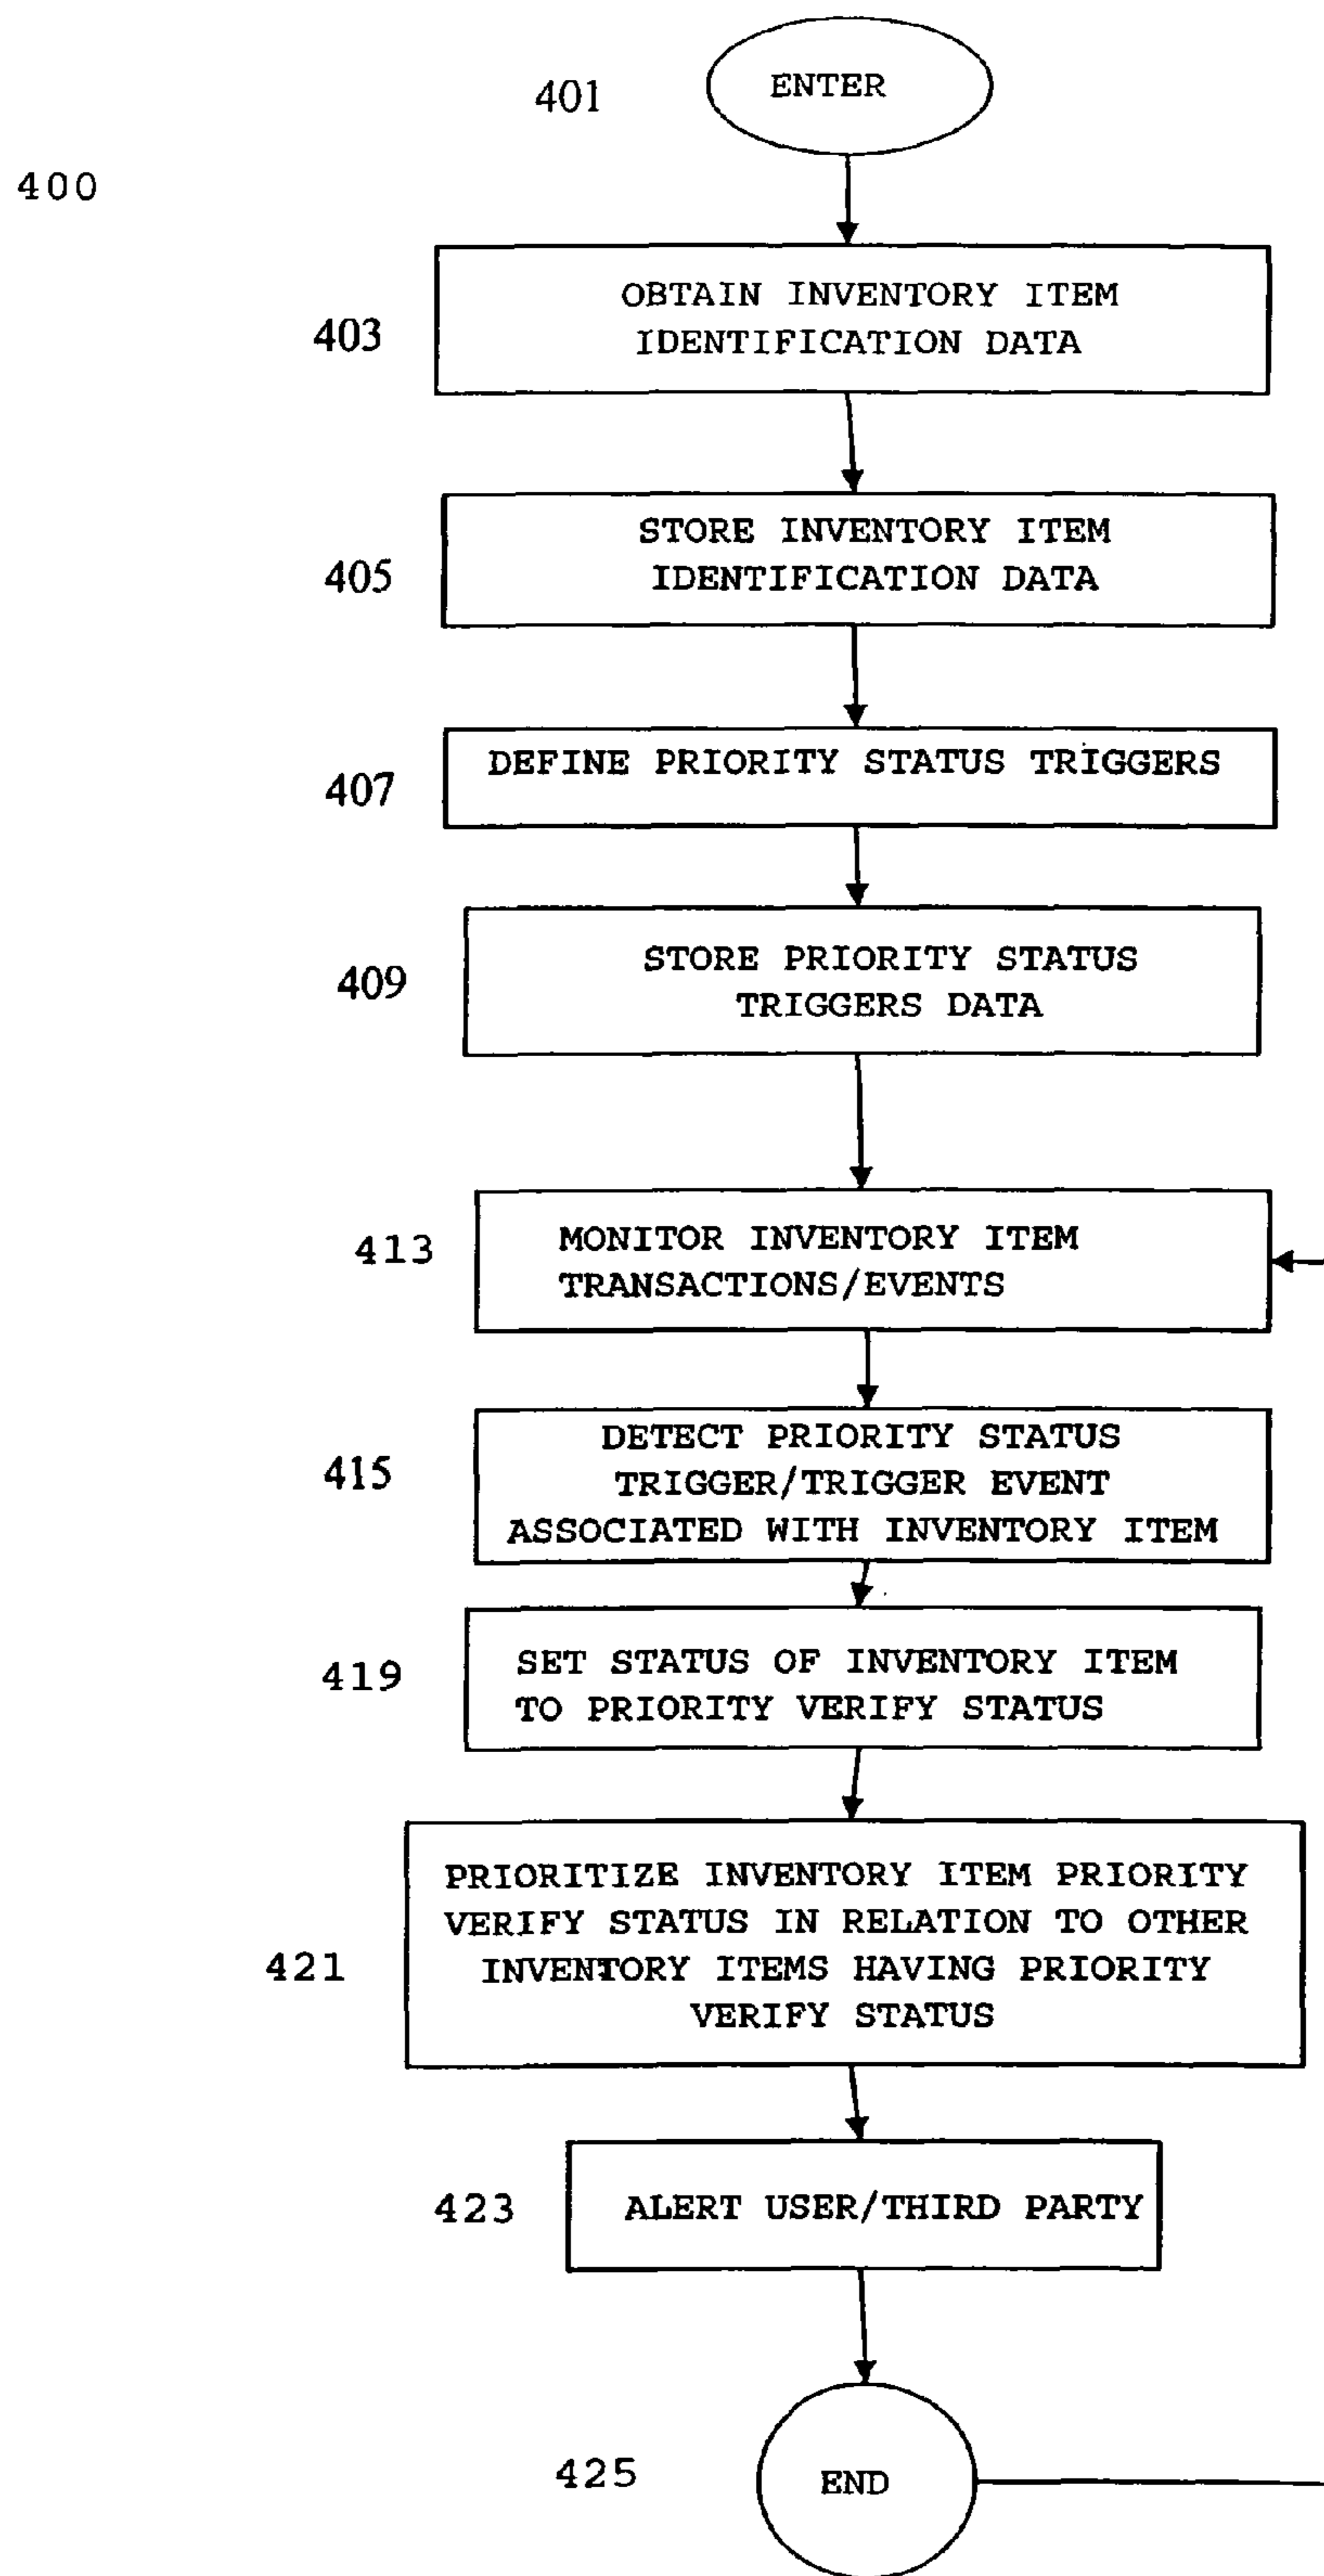 401
ENTER
400
OBTAIN INVENTORY ITEM
IDENTIFICATION DATA
403
STORE INVENTORY ITEM
IDENTIFICATION DATA
405
DEFINE PRIORITY STATUS TRIGGERS
407
STORE PRIORITY STATUS
TRIGGERS DATA
409
MONITOR INVENTORY ITEM
TRANSACTIONS/EVENTS
413
DETECT PRIORITY STATUS
TRIGGER/TRIGGER EVENT
ASSOCIATED WITH INVENTORY ITEM
415
SET STATUS OF INVENTORY ITEM
TO PRIORITY VERIFY STATUS
419
PRIORITIZE INVENTORY ITEM PRIORITY
VERIFY STATUS IN RELATION TO OTHER
INVENTORY ITEMS HAVING PRIORITY
VERIFY STATUS
421
ALERT USER/THIRD PARTY
423
425
END